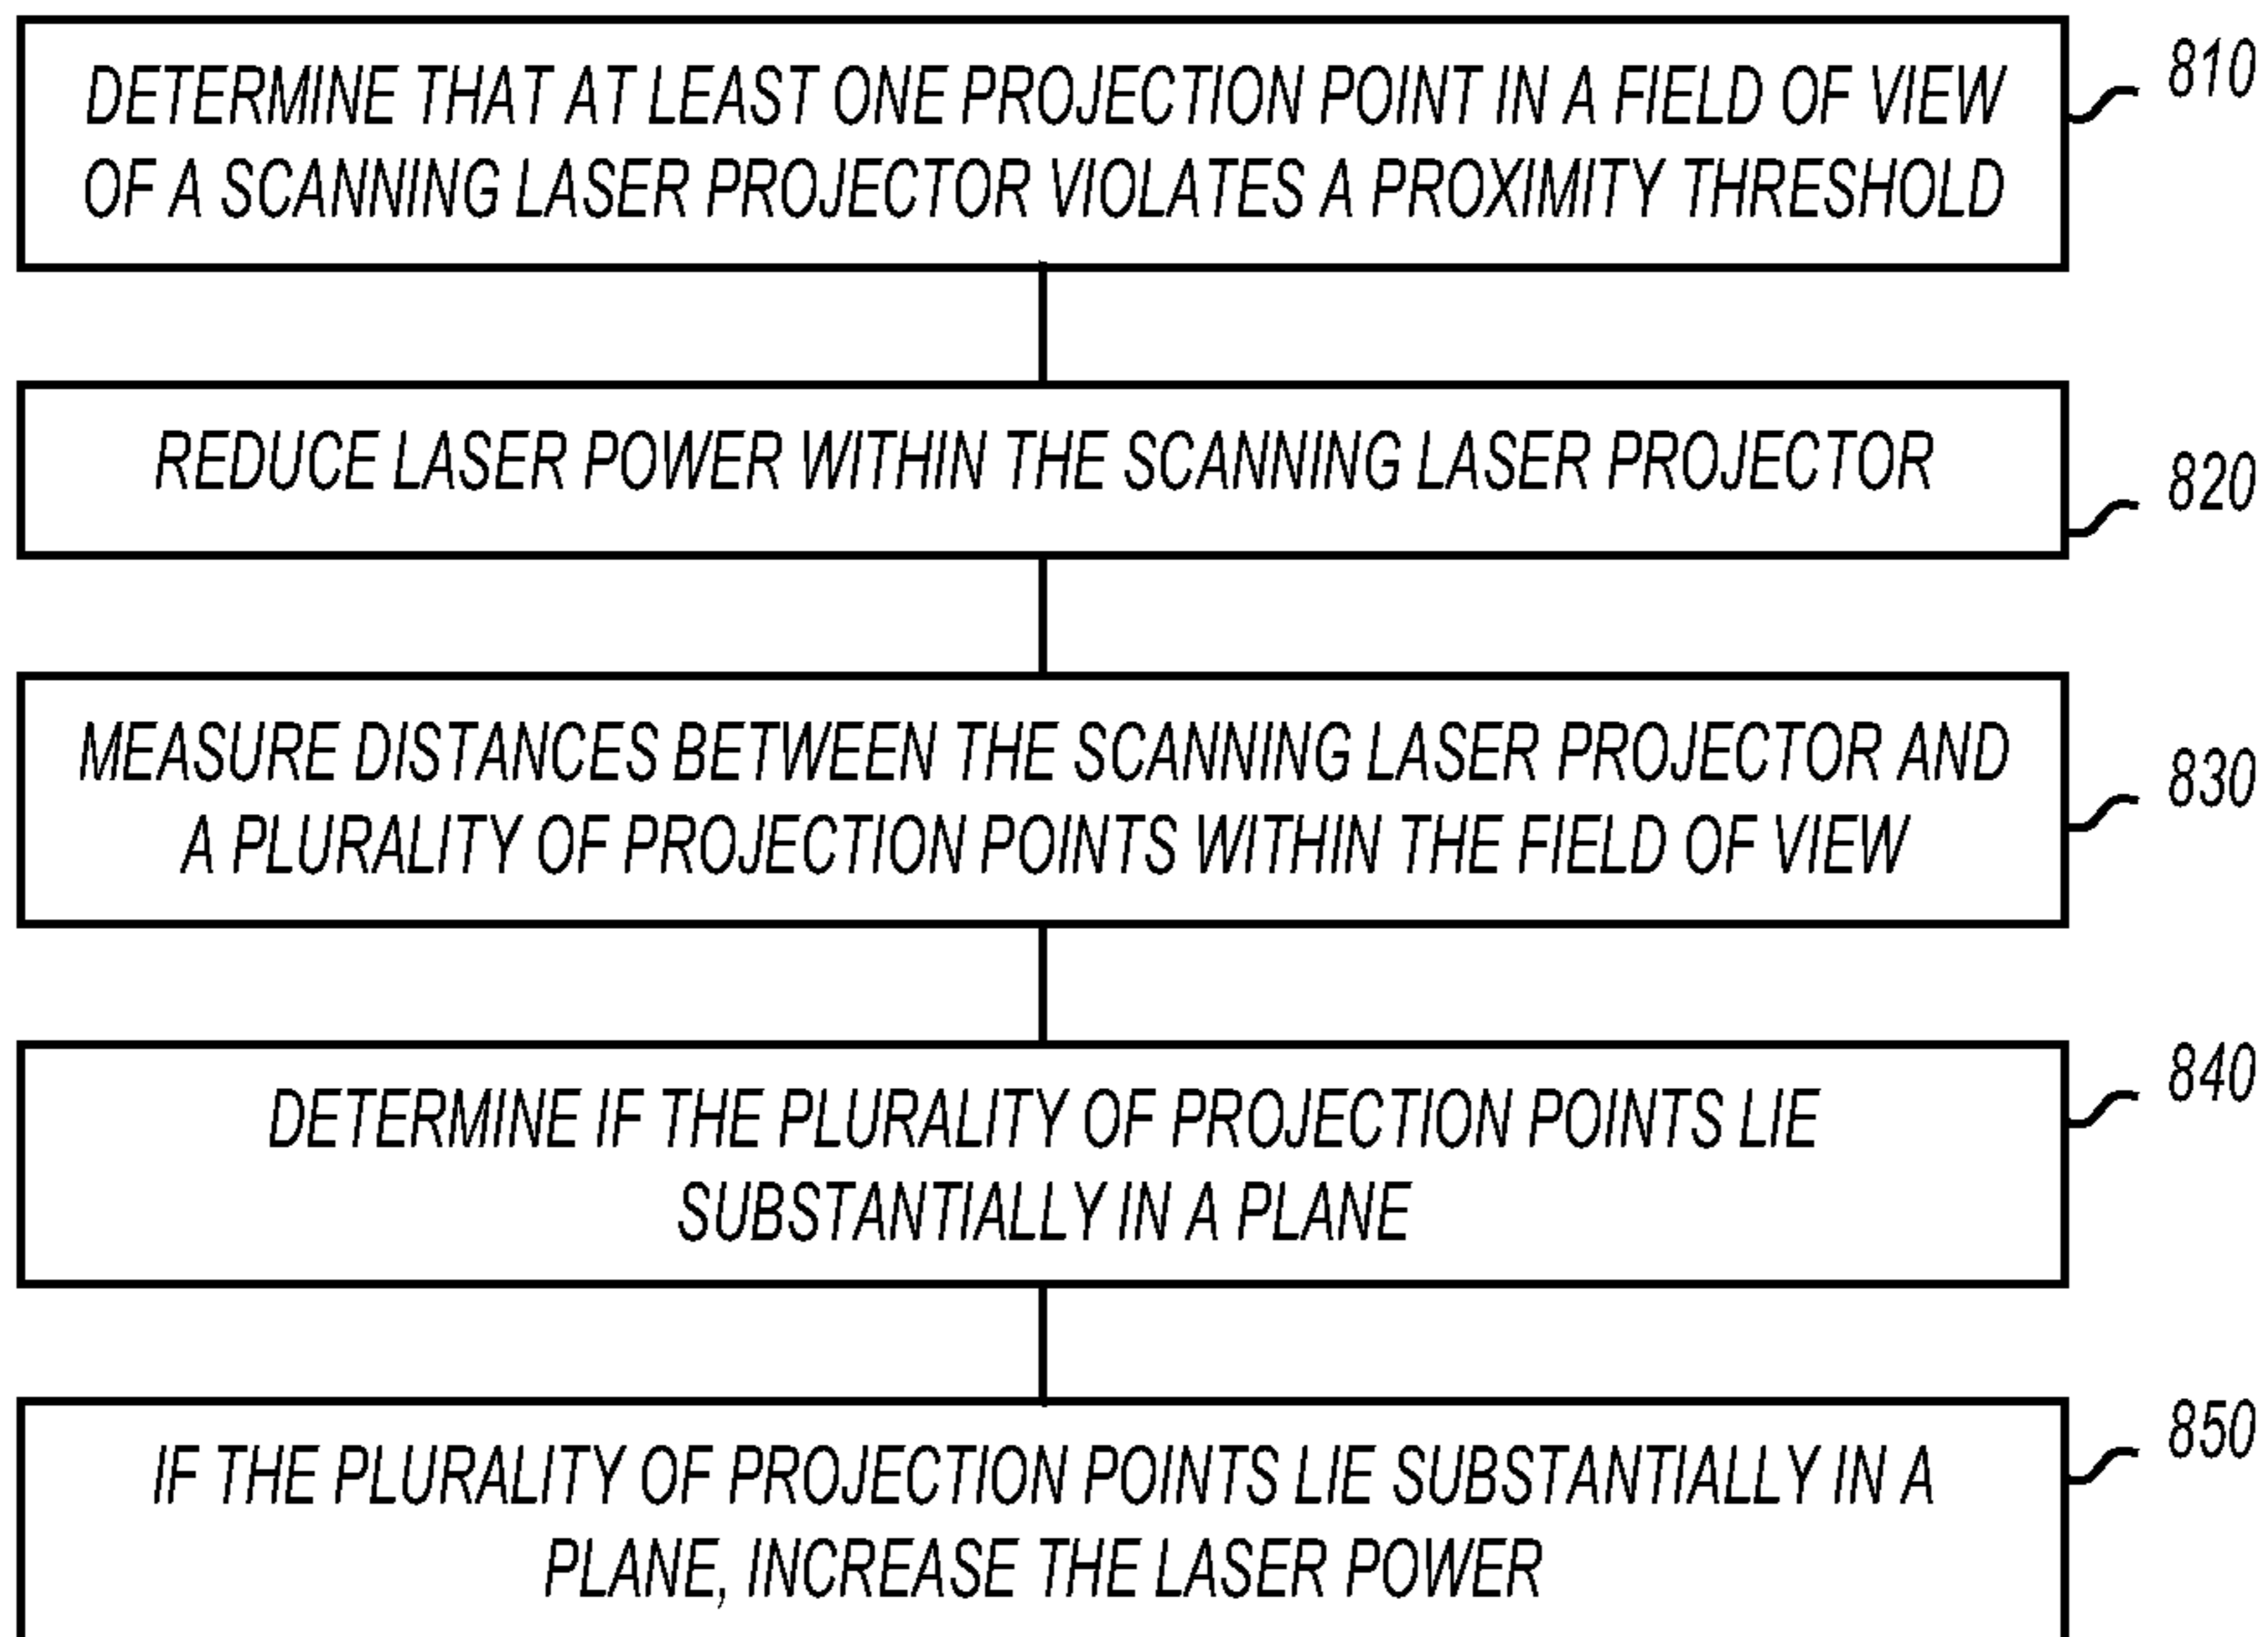 DETERMINE THAT AT LEAST ONE PROJECTION POINT IN A FIELD OF VIEW
OF A SCANNING LASER PROJECTOR VIOLATES A PROXIMITY THRESHOLD
810
REDUCE LASER POWER WITHIN THE SCANNING LASER PROJECTOR
820
MEASURE DISTANCES BETWEEN THE SCANNING LASER PROJECTOR AND
A PLURALITY OF PROJECTION POINTS WITHIN THE FIELD OF VIEW
830
DETERMINE IF THE PLURALITY OF PROJECTION POINTS LIE
SUBSTANTIALLY IN A PLANE
840
IF THE PLURALITY OF PROJECTION POINTS LIE SUBSTANTIALLY IN A
PLANE, INCREASE THE LASER POWER
850